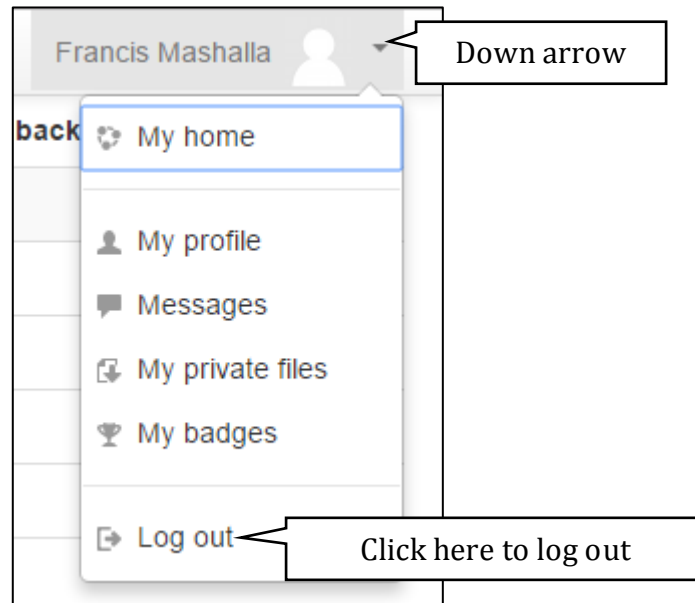 Francis Mashalla
Down arrow
back
My home
My profile
Messages
My private files
My badges
Log out
Click here to log out